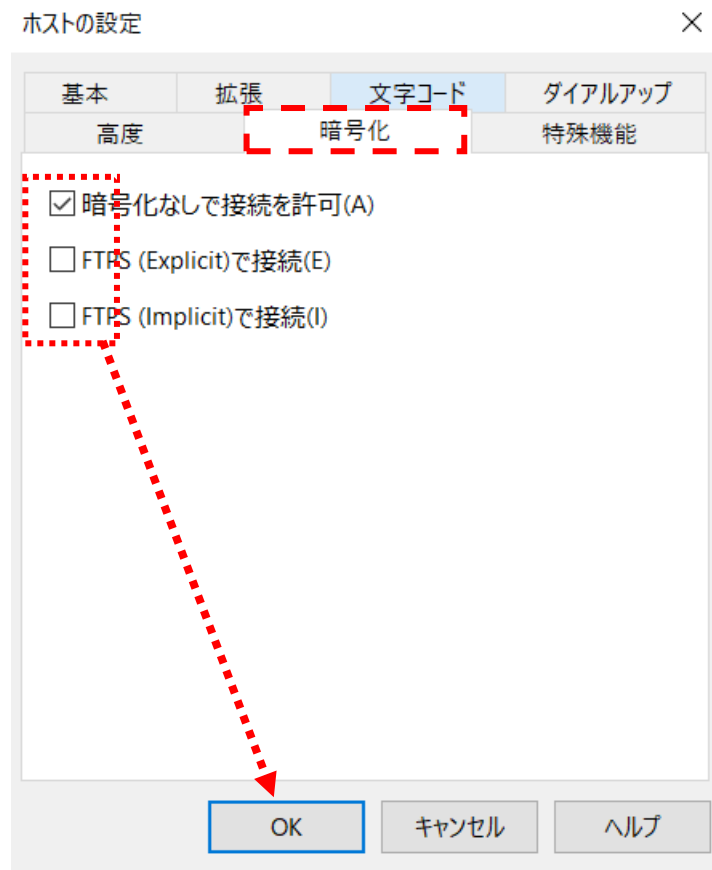 ホストの設定
基本 拡張 文字コード ダイアルアップ
高度 暗号化 特殊機能
暗号化なしで接続を許可(A)
FTPS (Explicit)で接続(E)
FTPS (Implicit)で接続(I)
OK キャンセル ヘルプ